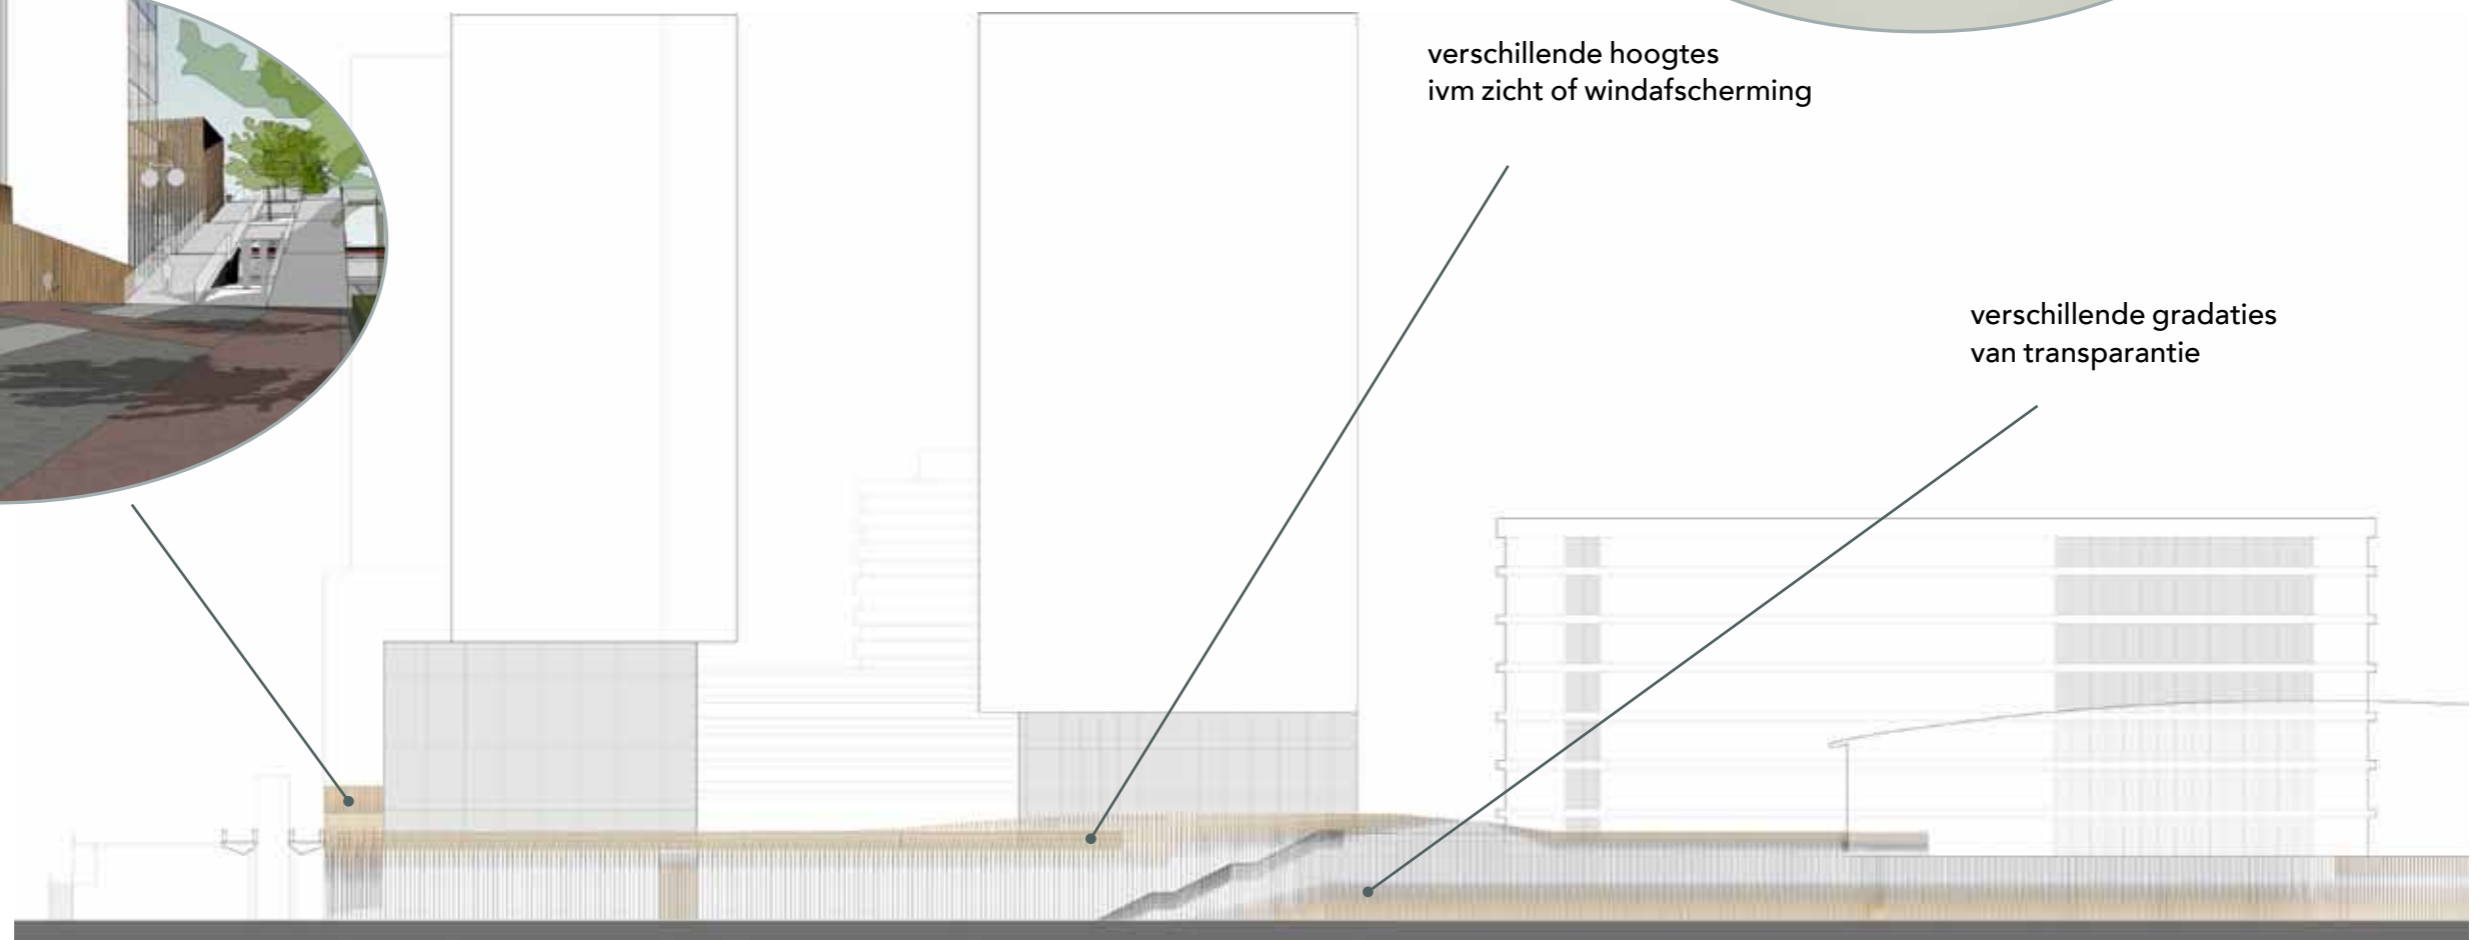 verschillende hoogtes
ivm zicht of windafscherming
verschillende gradaties
van transparantie